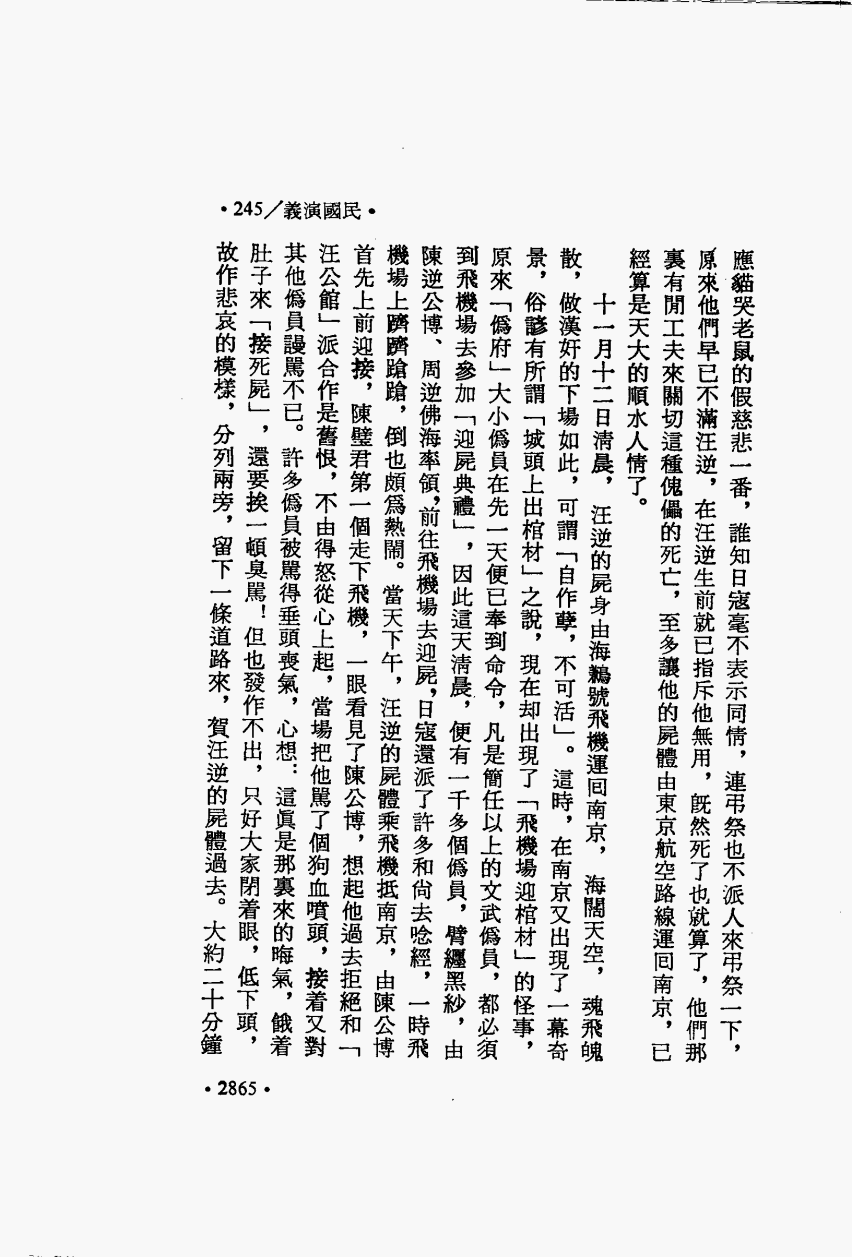 •245/義演國民•
應貓哭老鼠的假慈悲一番，誰知日寇毫不表示同情，連弔祭也不派人來弔祭一下，
原來他們早已不滿汪逆，在汪逆生前就已指斥他無用，旣然死了也就算了，他們那
裏有閒工夫來關切這種傀儡的死亡，至多讓他的屍體由東京航空路線運囘南京，已
經算是天大的順水人情了。
十一月十二日清晨，汪逆的屍身由海鶼號飛機運囘南京，海闊天空，魂飛魄
散，做漢奸的下場如此，可謂「自作孽，不可活」。這時，在南京又出現了一幕奇
景，俗諺有所謂「城頭上出棺材」之說，現在却出現了「飛機場迎棺材」的怪事，
原來「僞府」大小僞員在先一天便已奉到命令，凡是簡任以上的文武僞員，都必須
到飛機場去參加「迎屍典禮」，因此這天清晨，便有一千多個僞員，臂纏黑紗，由
陳逆公博、周逆佛海率領，前往飛機場去迎屍，日寇還派了許多和尙去唸經，一時飛
機場上躋躋蹌蹌，倒也頗爲熱鬧。當天下午，汪逆的屍體乘飛機抵南京，由陳公博
首先上前迎接，陳璧君第一個走下飛機，一眼看見了陳公博，想起他過去拒絕和「
汪公館」派合作是舊恨，不由得怒從心上起，當場把他駡了個狗血噴頭，接着又對
其他僞員謾駡不已。許多僞員被駡得垂頭喪氣，心想：這眞是那裏來的晦氣，餓着
肚子來「接死屍」，還要挨一頓臭駡！但也發作不出，只好大家閉着眼，低下頭，
故作悲哀的模樣，分列兩旁，留下一條道路來，賀汪逆的屍體過去。大約二十分鐘
•2865•